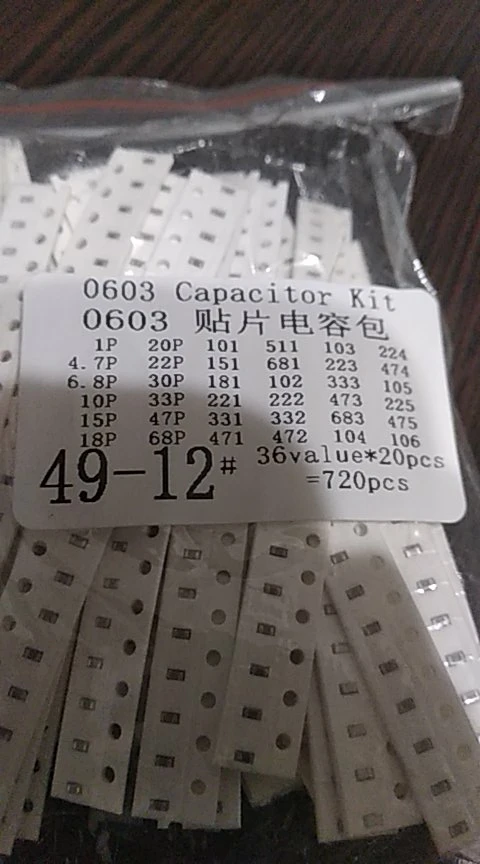 0603 Capacitor Kit
0603 贴片电容包
1P 20P 101 511 103 224
4.7P 22P 151 681 223 474
6.8P 30P 181 102 333 105
10P 33P 221 222 473 225
15P 47P 331 332 683 475
18P 68P 471 472 104 106
49-12# 36value*20pcs
=720pcs